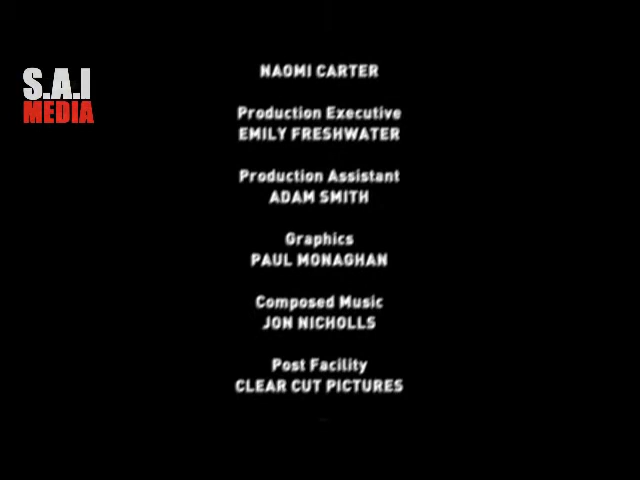 S.A.I
MEDIA
NAOMI CARTER
Production Executive
EMILY FRESHWATER
Production Assistant
ADAM SMITH
Graphics
PAUL MONAGHAN
Composed Music
JON NICHOLLS
Post Facility
CLEAR CUT PICTURES